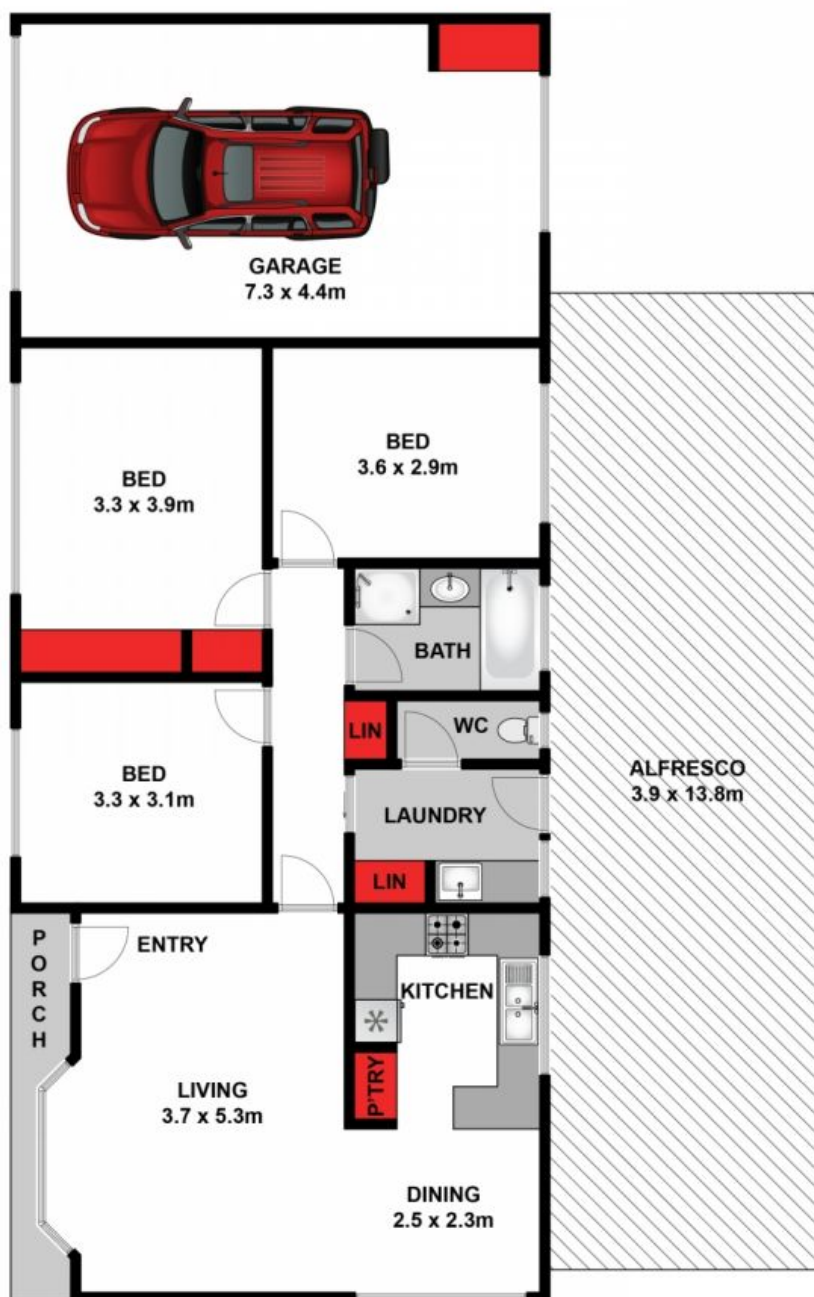 GARAGE
7.3 x 4.4m
BED
3.6 x 2.9m
BED
3.3 x 3.9m
BATH
LIN
WC
BED
3.3 x 3.1m
ALFRESCO
3.9 x 13.8m
LAUNDRY
LIN
PORCH
ENTRY
KITCHEN
P'TRY
LIVING
3.7 x 5.3m
DINING
2.5 x 2.3m